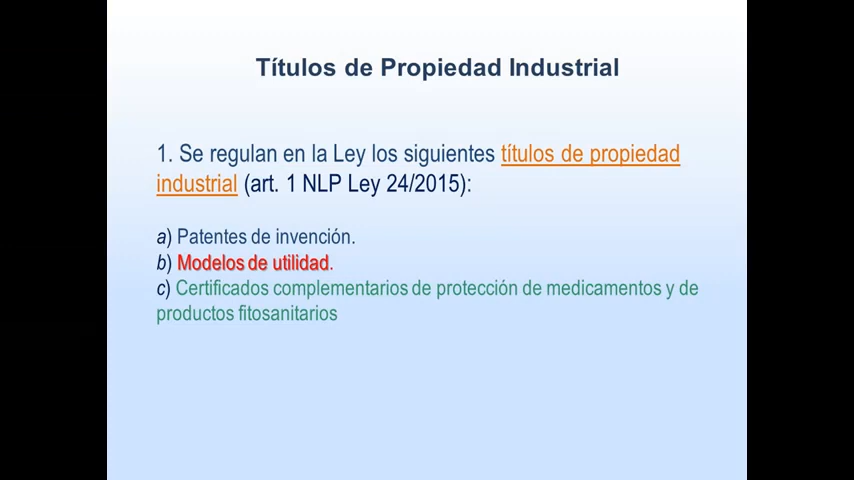 Títulos de Propiedad Industrial
1. Se regulan en la Ley los siguientes títulos de propiedad
industrial (art. 1 NLP Ley 24/2015):
a) Patentes de invención.
b) Modelos de utilidad.
c) Certificados complementarios de protección de medicamentos y de
productos fitosanitarios